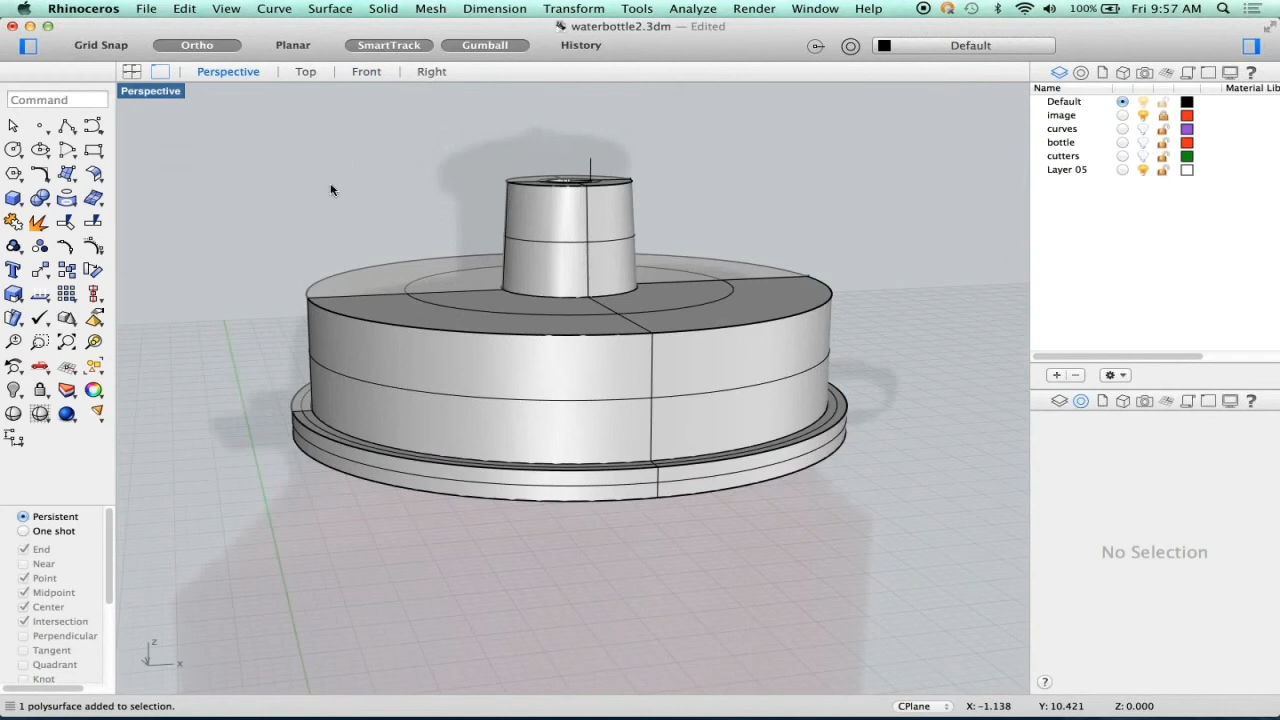 Rhinoceros File Edit View Curve Surface Solid Mesh Dimension Transform Tools Analyze Render Window Help 100% Fri 9:57 AM
waterbottle2.3dm — Edited
Grid Snap Ortho Planar SmartTrack Gumball History Default
Perspective Top Front Right
Perspective
Command
Name Material Lib
Default
image
curves
bottle
cutters
Layer 05
No Selection
Persistent
One shot
End
Near
Point
Midpoint
Center
Intersection
Perpendicular
Tangent
Quadrant
Knot
z
x
1 polysurface added to selection. CPlane X: -1.138 Y: 10.421 Z: 0.000